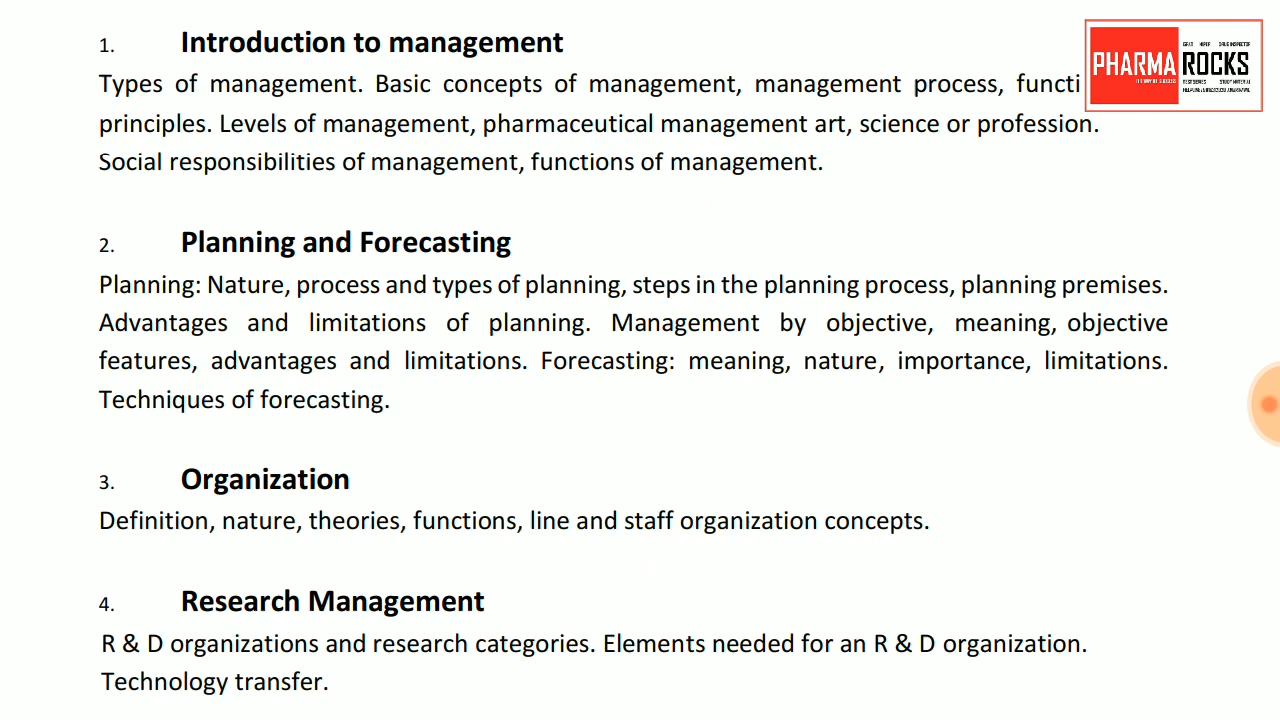 1. Introduction to management
Types of management. Basic concepts of management, management process, functi
principles. Levels of management, pharmaceutical management art, science or profession.
Social responsibilities of management, functions of management.
PHARMA ROCKS
2. Planning and Forecasting
Planning: Nature, process and types of planning, steps in the planning process, planning premises.
Advantages and limitations of planning. Management by objective, meaning, objective
features, advantages and limitations. Forecasting: meaning, nature, importance, limitations.
Techniques of forecasting.
3. Organization
Definition, nature, theories, functions, line and staff organization concepts.
4. Research Management
R & D organizations and research categories. Elements needed for an R & D organization.
Technology transfer.